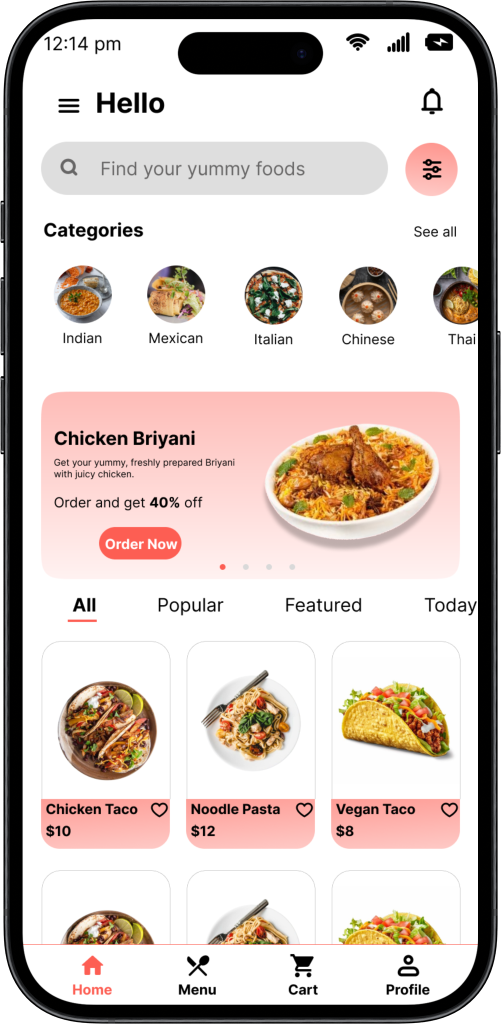 12:14 pm
Hello
Find your yummy foods
Categories
See all
Indian
Mexican
Italian
Chinese
Thai
Chicken Briyani
Get your yummy, freshly prepared Briyani
with juicy chicken.
Order and get 40% off
Order Now
All
Popular
Featured
Today
Chicken Taco
$10
Noodle Pasta
$12
Vegan Taco
$8
Home
Menu
Cart
Profile